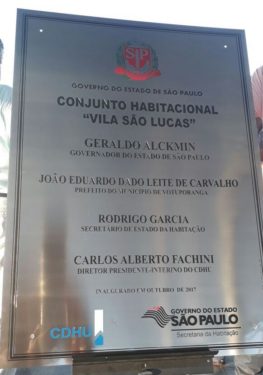 SP
GOVERNO DO ESTADO DE SÃO PAULO
CONJUNTO HABITACIONAL
"VILA SÃO LUCAS"
GERALDO ALCKMIN
GOVERNADOR DO ESTADO DE SÃO PAULO
JOÃO EDUARDO DADO LEITE DE CARVALHO
PREFEITO DO MUNICÍPIO DE VOTUPORANGA
RODRIGO GARCIA
SECRETÁRIO DE ESTADO DA HABITAÇÃO
CARLOS ALBERTO FACHINI
DIRETOR PRESIDENTE-INTERINO DO CDHU
INAUGURADO EM OUTUBRO DE 2017
CDHU
GOVERNO DO ESTADO
SÃO PAULO
Secretaria da Habitação